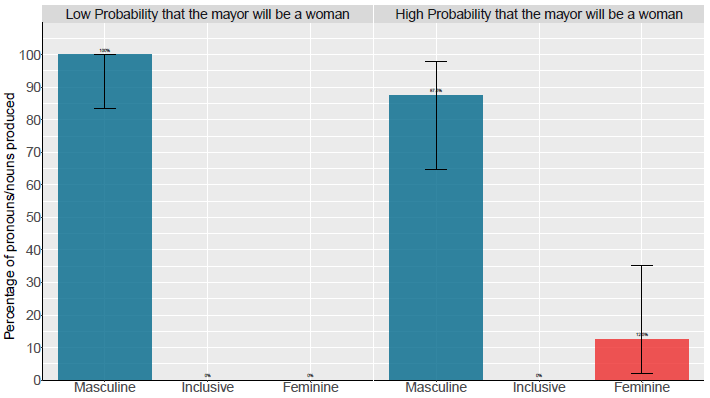 Low Probability that the mayor will be a woman
High Probability that the mayor will be a woman
Percentage of pronouns/nouns produced
100
90
80
70
60
50
40
30
20
10
0
100%
0%
0%
0%
Masculine
Inclusive
Feminine
Masculine
Inclusive
Feminine